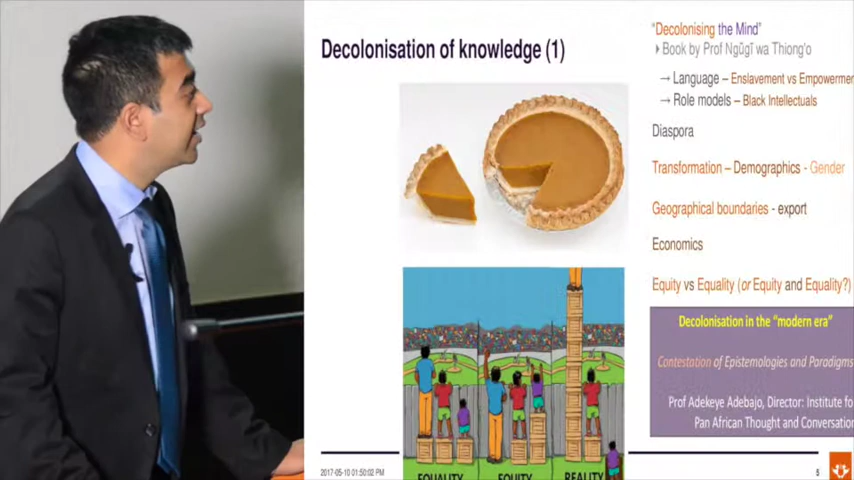 Decolonisation of knowledge (1)
"Decolonising the Mind"
Book by Prof Ngũgĩ wa Thiong'o
→ Language – Enslavement vs Empowermen
→ Role models – Black Intellectuals
Diaspora
Transformation – Demographics - Gender
Geographical boundaries - export
Economics
Equity vs Equality (or Equity and Equality?)
Decolonisation in the "modern era"
Contestation of Epistemologies and Paradigms
Prof Adekeye Adebajo, Director: Institute fo
Pan African Thought and Conversation
EQUALITY EQUITY REALITY
2017-05-10 01:50:02 PM
5